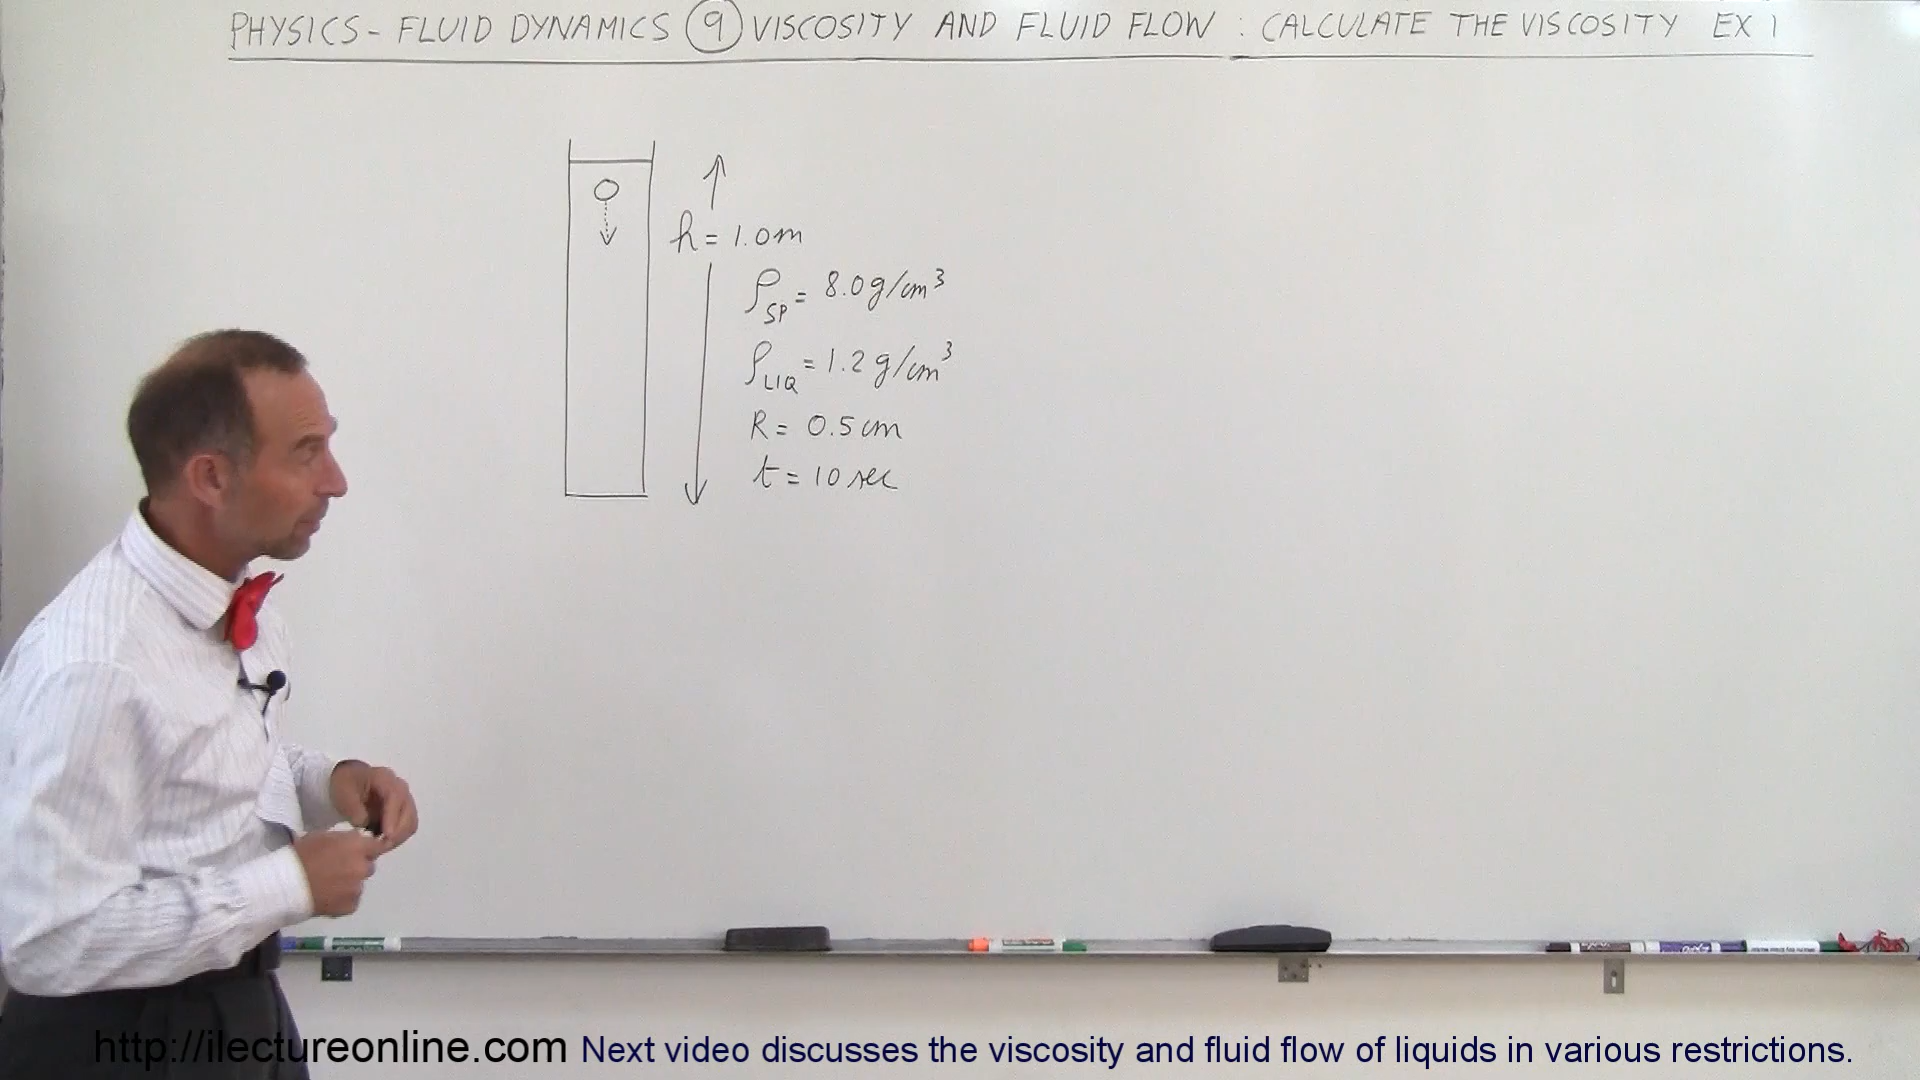 PHYSICS - FLUID DYNAMICS 9 VISCOSITY AND FLUID FLOW : CALCULATE THE VISCOSITY EX 1
h = 1.0m
ρSP = 8.0g/cm³
ρLIQ = 1.2g/cm³
R = 0.5cm
t = 10 sec
http://ilectureonline.com Next video discusses the viscosity and fluid flow of liquids in various restrictions.